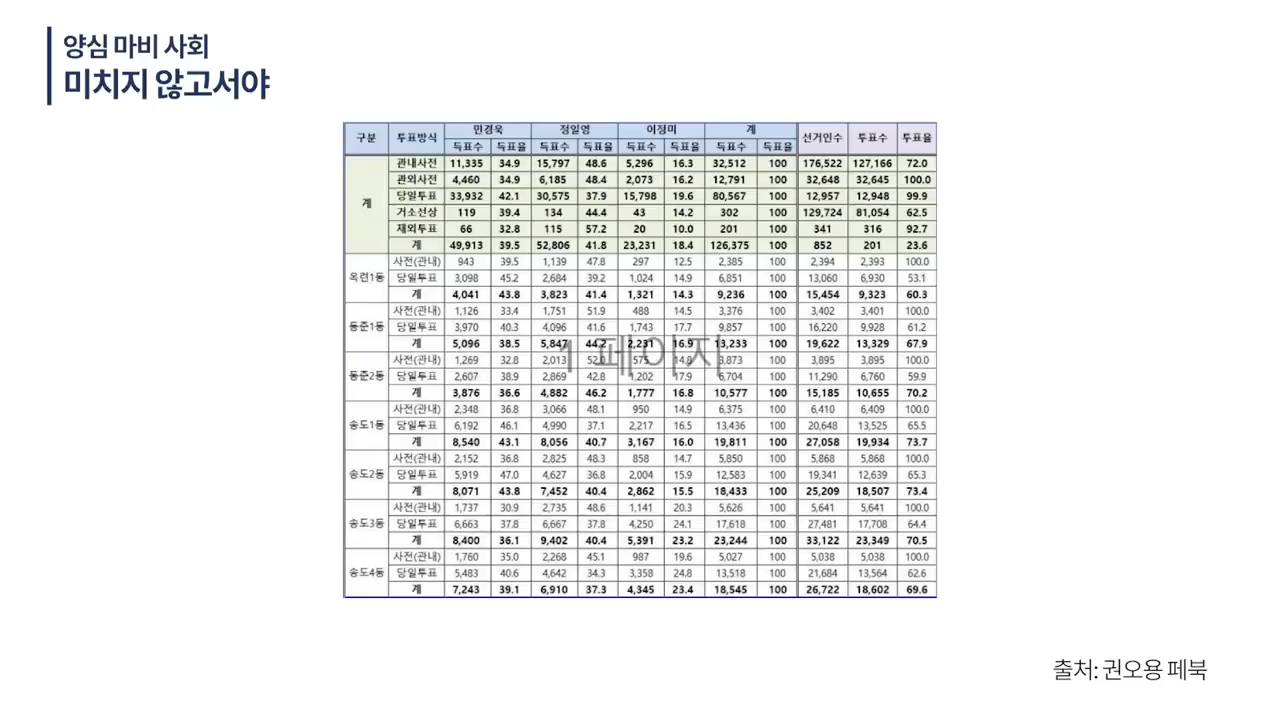 양심 마비 사회
미치지 않고서야
구분 투표방식 민경욱 정일영 이정미 계 선거인수 투표수 투표율
득표수 득표율 득표수 득표율 득표수 득표율 득표수 득표율
계 관내사전 11,335 34.9 15,797 48.6 5,296 16.3 32,512 100 176,522 127,166 72.0
관외사전 4,460 34.9 6,185 48.4 2,073 16.2 12,791 100 32,648 32,645 100.0
당일투표 33,932 42.1 30,575 37.9 15,798 19.6 80,567 100 12,957 12,948 99.9
거소선상 119 39.4 134 44.4 43 14.2 302 100 129,724 81,054 62.5
재외투표 66 32.8 115 57.2 20 10.0 201 100 341 316 92.7
계 49,913 39.5 52,806 41.8 23,231 18.4 126,375 100 852 201 23.6
옥련1동 사전(관내) 943 39.5 1,139 47.8 297 12.5 2,385 100 2,394 2,393 100.0
당일투표 3,098 45.2 2,684 39.2 1,024 14.9 6,851 100 13,060 6,930 53.1
계 4,041 43.8 3,823 41.4 1,321 14.3 9,236 100 15,454 9,323 60.3
동춘1동 사전(관내) 1,126 33.4 1,751 51.9 488 14.5 3,376 100 3,402 3,401 100.0
당일투표 3,970 40.3 4,096 41.6 1,743 17.7 9,857 100 16,220 9,928 61.2
계 5,096 38.5 5,847 44.2 2,231 16.9 13,233 100 19,622 13,329 67.9
1 페이지
동춘2동 사전(관내) 1,269 32.8 2,013 52.0 575 14.8 3,873 100 3,895 3,895 100.0
당일투표 2,607 38.9 2,869 42.8 1,202 17.9 6,704 100 11,290 6,760 59.9
계 3,876 36.6 4,882 46.2 1,777 16.8 10,577 100 15,185 10,655 70.2
송도1동 사전(관내) 2,348 36.8 3,066 48.1 950 14.9 6,375 100 6,410 6,409 100.0
당일투표 6,192 46.1 4,990 37.1 2,217 16.5 13,436 100 20,648 13,525 65.5
계 8,540 43.1 8,056 40.7 3,167 16.0 19,811 100 27,058 19,934 73.7
송도2동 사전(관내) 2,152 36.8 2,825 48.3 858 14.7 5,850 100 5,868 5,868 100.0
당일투표 5,919 47.0 4,627 36.8 2,004 15.9 12,583 100 19,341 12,639 65.3
계 8,071 43.8 7,452 40.4 2,862 15.5 18,433 100 25,209 18,507 73.4
송도3동 사전(관내) 1,737 30.9 2,735 48.6 1,141 20.3 5,626 100 5,641 5,641 100.0
당일투표 6,663 37.8 6,667 37.8 4,250 24.1 17,618 100 27,481 17,708 64.4
계 8,400 36.1 9,402 40.4 5,391 23.2 23,244 100 33,122 23,349 70.5
송도4동 사전(관내) 1,760 35.0 2,268 45.1 987 19.6 5,027 100 5,038 5,038 100.0
당일투표 5,483 40.6 4,642 34.3 3,358 24.8 13,518 100 21,684 13,564 62.6
계 7,243 39.1 6,910 37.3 4,345 23.4 18,545 100 26,722 18,602 69.6
출처: 권오용 페북